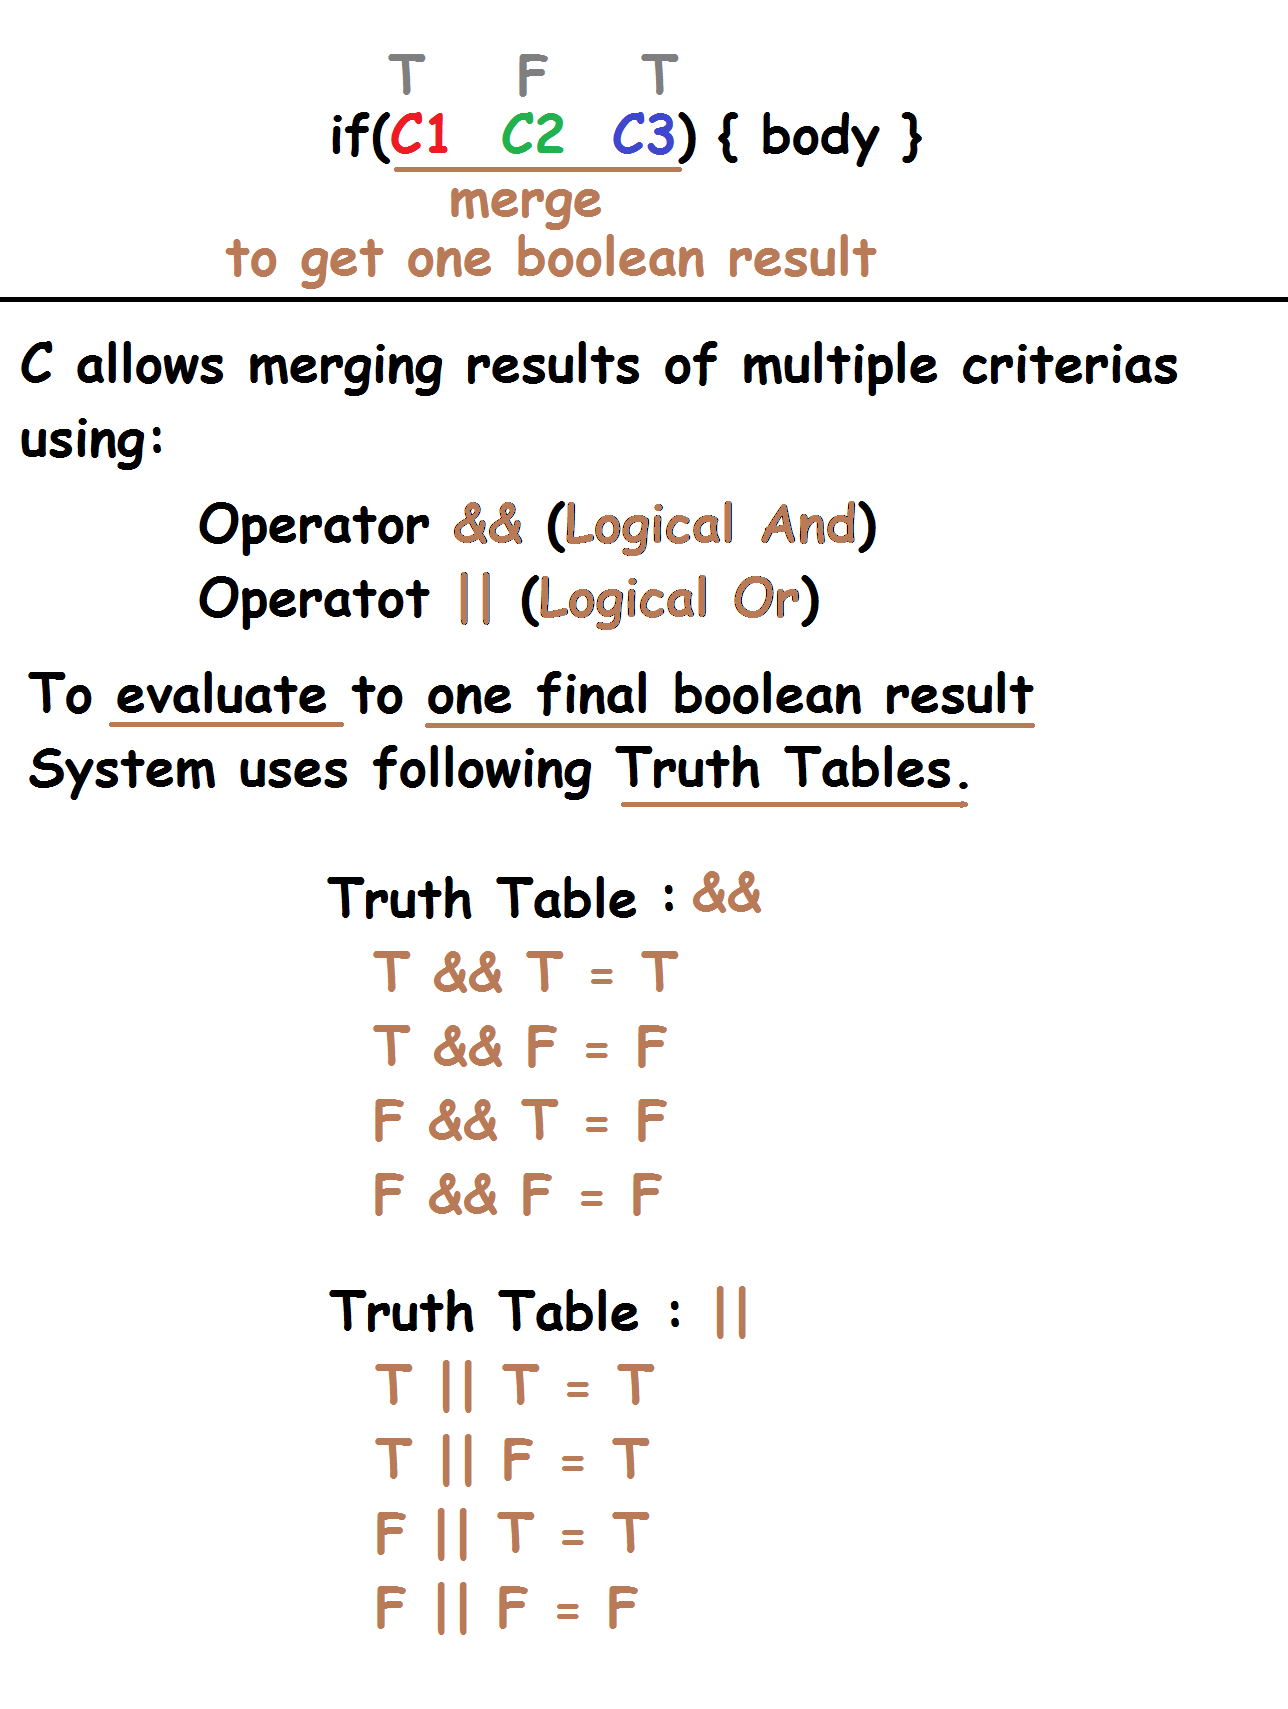 T F T
if(C1 C2 C3) { body }
merge
to get one boolean result
C allows merging results of multiple criterias
using:
Operator && (Logical And)
Operatot || (Logical Or)
To evaluate to one final boolean result
System uses following Truth Tables.
Truth Table : &&
T && T = T
T && F = F
F && T = F
F && F = F
Truth Table : ||
T || T = T
T || F = T
F || T = T
F || F = F